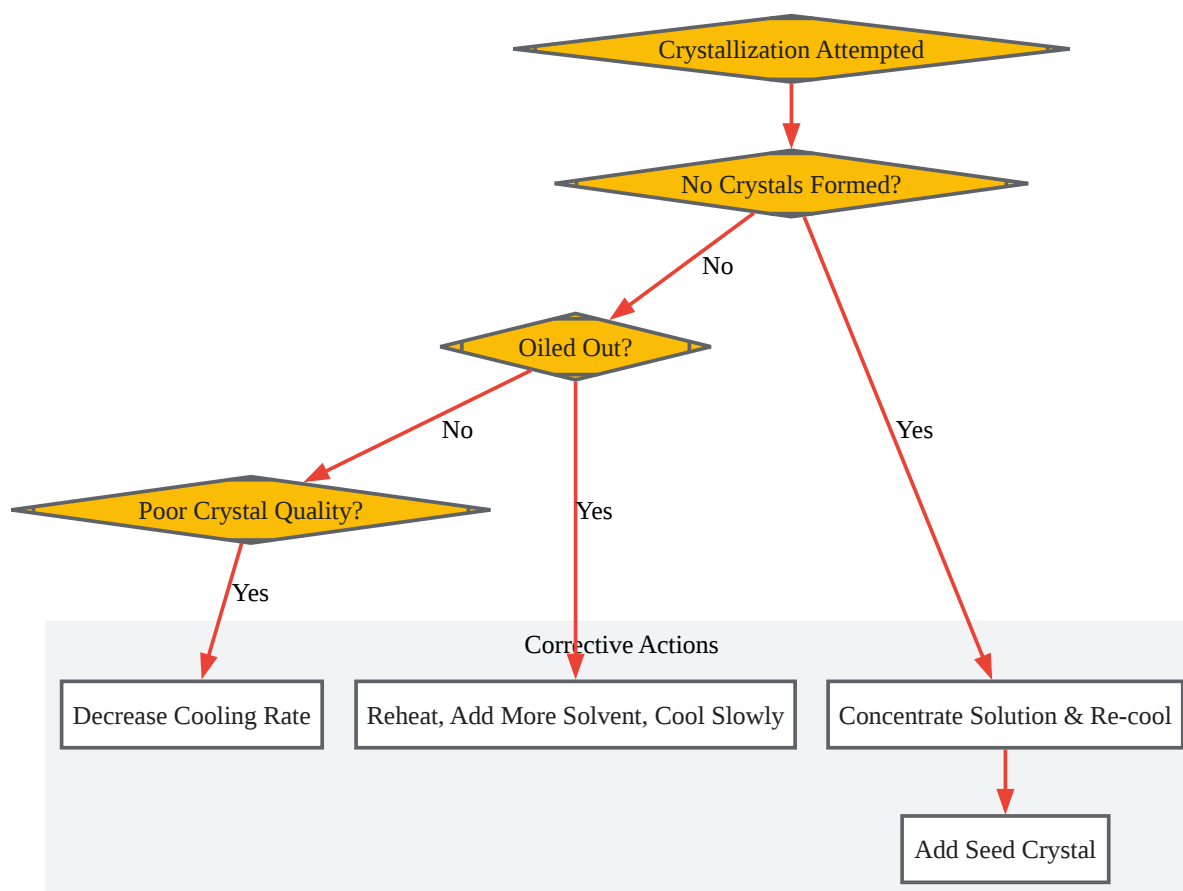 Crystallization Attempted
No Crystals Formed?
No
Oiled Out?
Yes
No
Poor Crystal Quality?
Yes
Yes
Corrective Actions
Decrease Cooling Rate
Reheat, Add More Solvent, Cool Slowly
Concentrate Solution & Re-cool
Add Seed Crystal